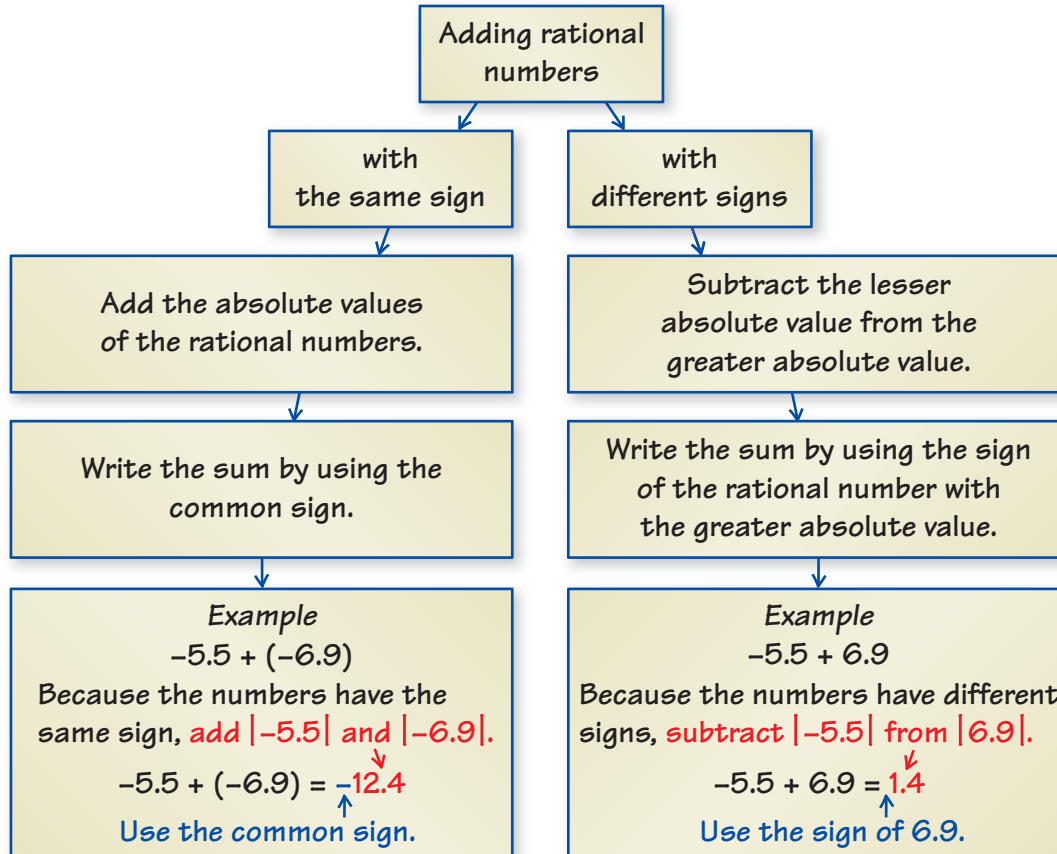 Adding rational
numbers
with
the same sign
with
different signs
Add the absolute values
of the rational numbers.
Subtract the lesser
absolute value from the
greater absolute value.
Write the sum by using the
common sign.
Write the sum by using the sign
of the rational number with
the greater absolute value.
Example
–5.5 + (–6.9)
Because the numbers have the
same sign, add |–5.5| and |–6.9|.
–5.5 + (–6.9) = –12.4
Use the common sign.
Example
–5.5 + 6.9
Because the numbers have different
signs, subtract |–5.5| from |6.9|.
–5.5 + 6.9 = 1.4
Use the sign of 6.9.